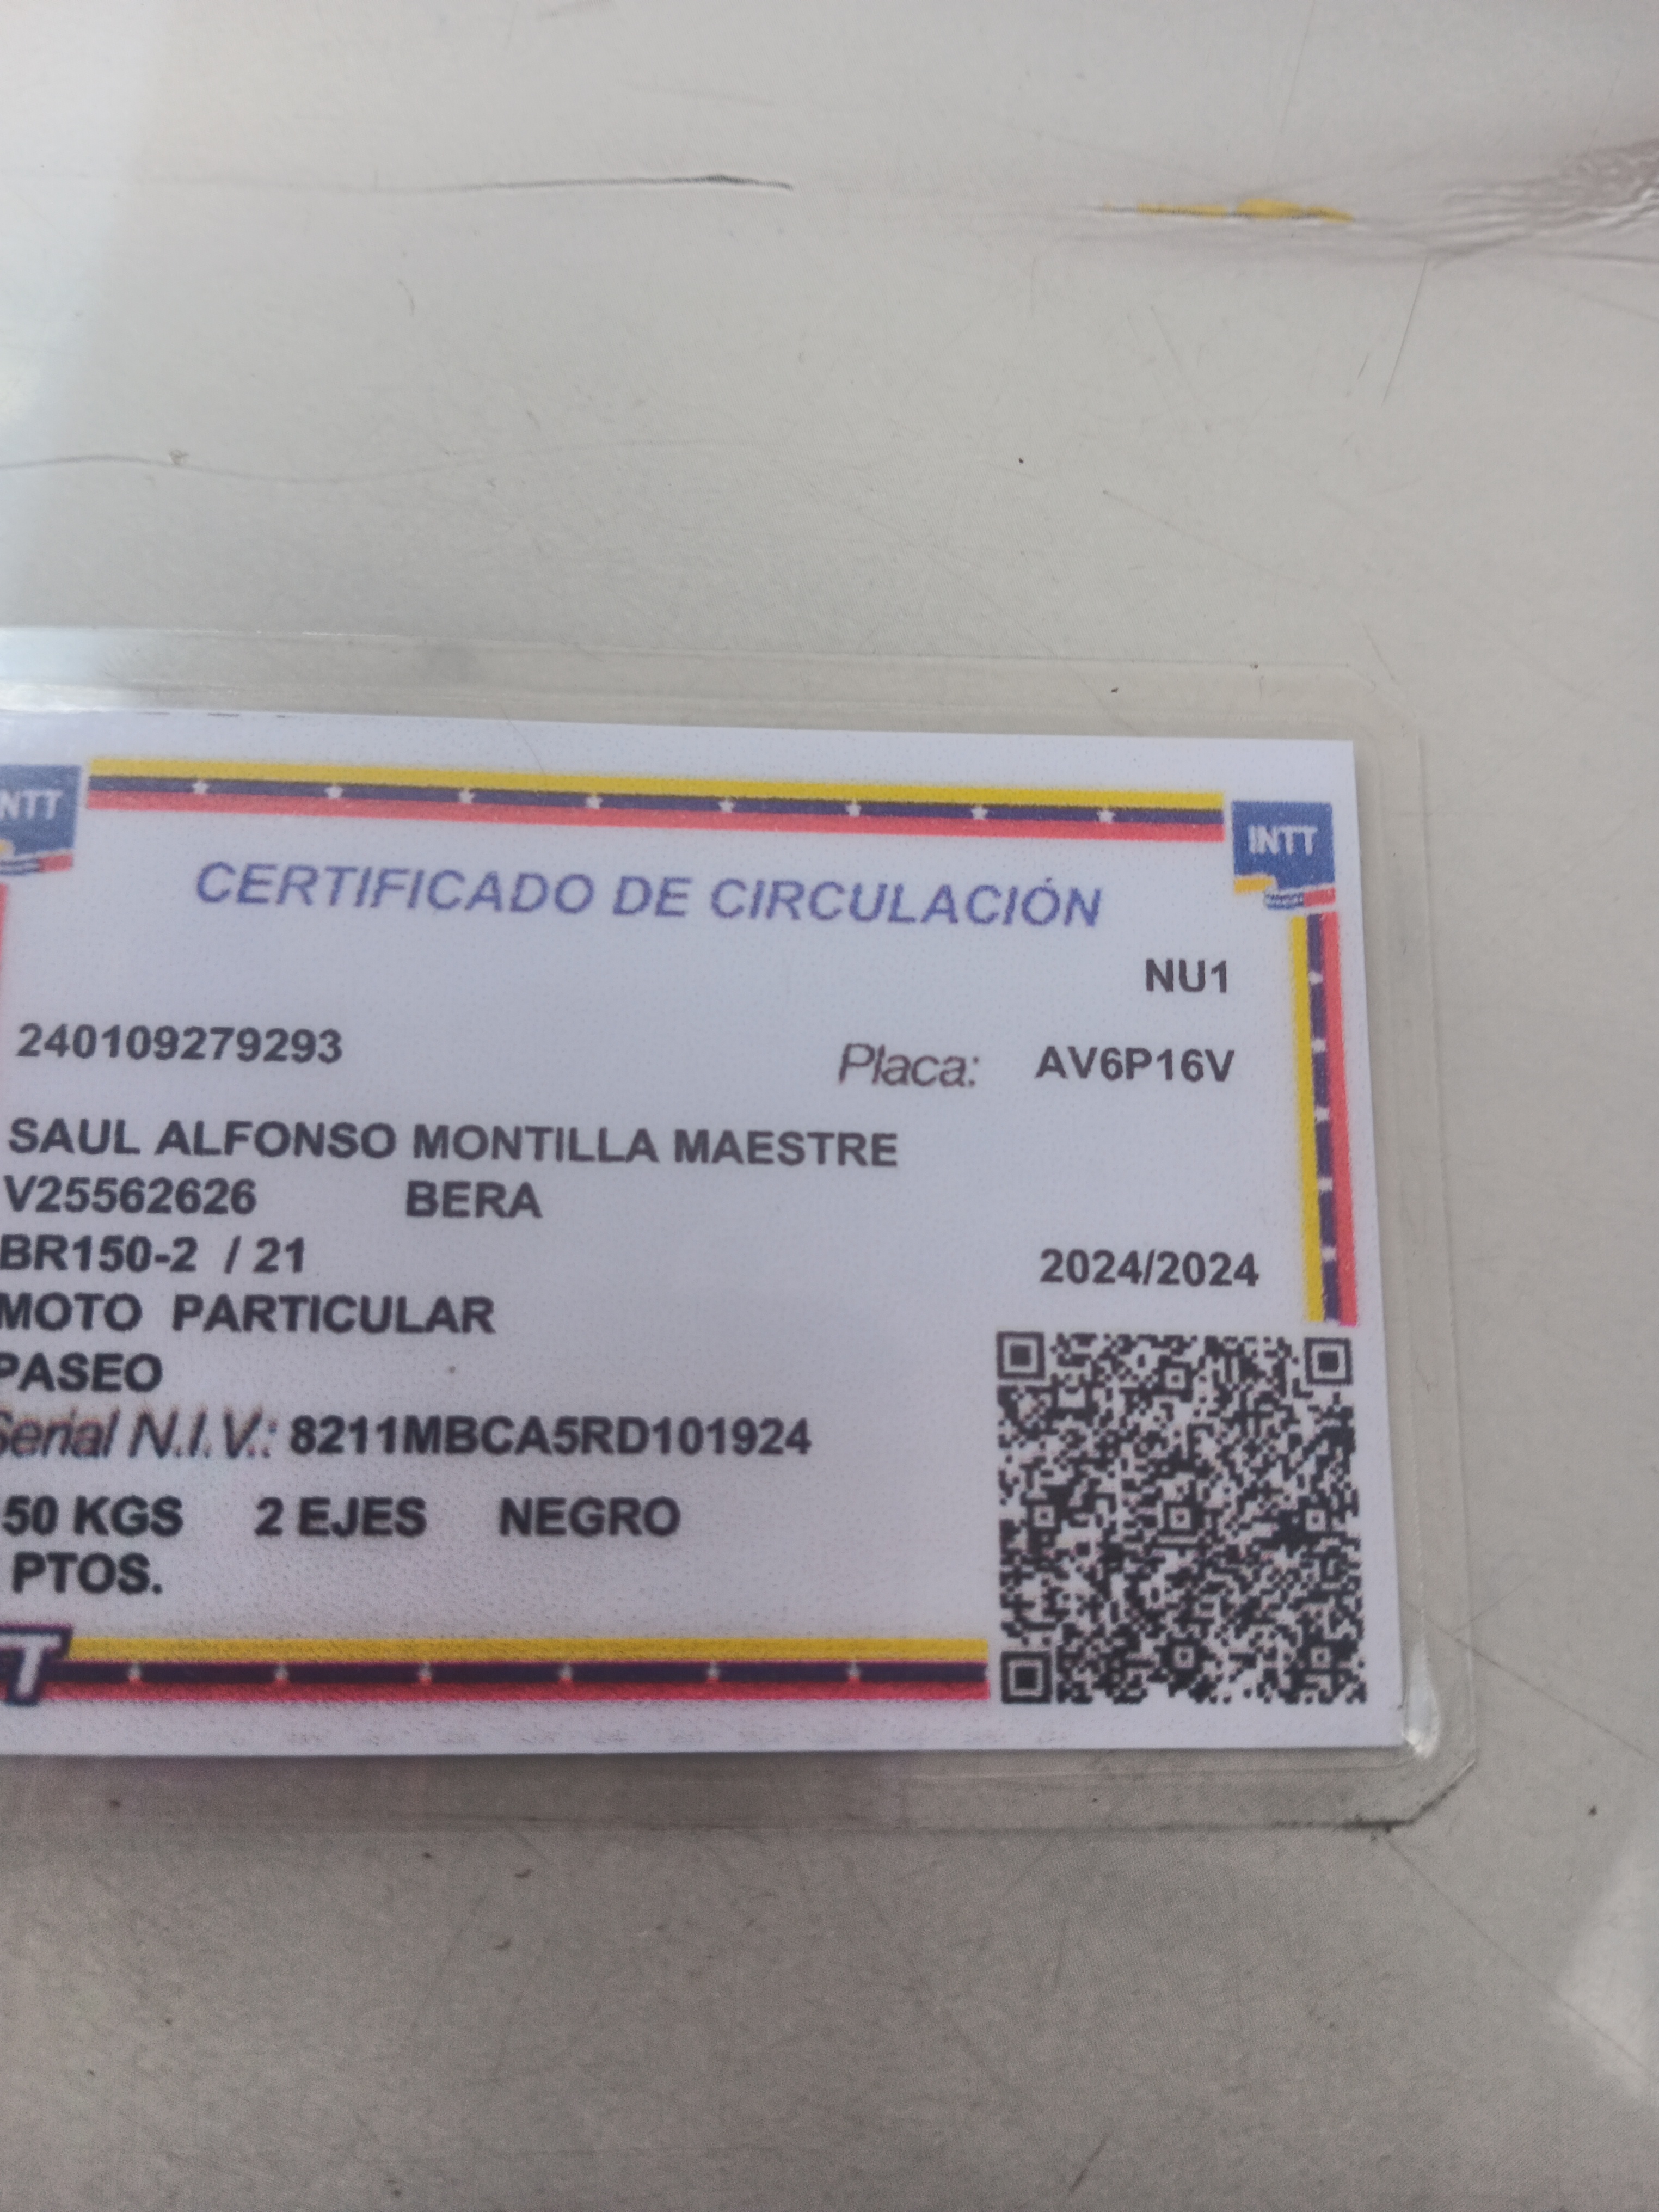 INTT
CERTIFICADO DE CIRCULACIÓN
NU1
240109279293 Placa: AV6P16V
SAUL ALFONSO MONTILLA MAESTRE
V25562626 BERA
BR150-2 / 21 2024/2024
MOTO PARTICULAR
PASEO
Serial N.I.V.: 8211MBCA5RD101924
50 KGS 2 EJES NEGRO
PTOS.